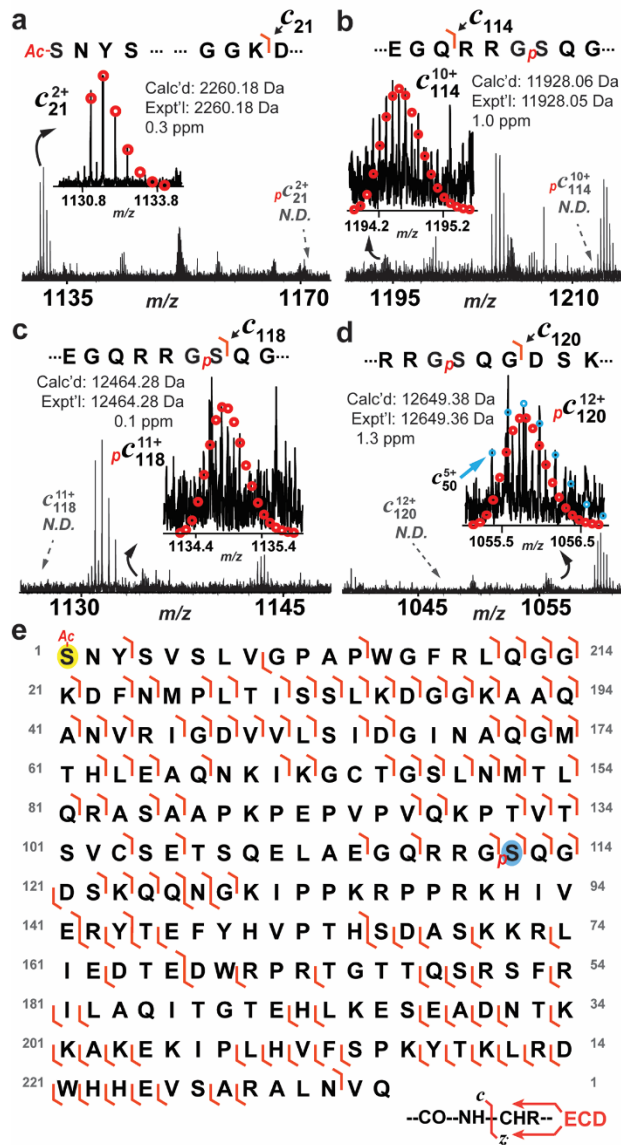 a
c21
Ac-S N Y S ··· ··· G G K D···
c21 2+
Calc'd: 2260.18 Da
Expt'l: 2260.18 Da
0.3 ppm
1130.8 1133.8
m/z
pc21 2+
N.D.
1135 m/z 1170
b
c114
···E G Q R R G pS Q G···
c114 10+
Calc'd: 11928.06 Da
Expt'l: 11928.05 Da
1.0 ppm
1194.2 1195.2
m/z
pc114 10+
N.D.
1195 m/z 1210
c
c118
···E G Q R R G pS Q G···
Calc'd: 12464.28 Da
Expt'l: 12464.28 Da
0.1 ppm
pc118 11+
c118 11+
N.D.
1134.4 1135.4
m/z
1130 m/z 1145
d
c120
···R R G pS Q G D S K···
Calc'd: 12649.38 Da
Expt'l: 12649.36 Da
1.3 ppm
pc120 12+
c50 5+
c120 12+
N.D.
1055.5 1056.5
m/z
1045 m/z 1055
e
Ac
1 S N Y S V S L V G P A P W G F R L Q G G 214
21 K D F N M P L T I S S L K D G G K A A Q 194
41 A N V R I G D V V L S I D G I N A Q G M 174
61 T H L E A Q N K I K G C T G S L N M T L 154
81 Q R A S A A P K P E P V P V Q K P T V T 134
101 S V C S E T S Q E L A E G Q R R G pS Q G 114
121 D S K Q Q N G K I P P K R P P R K H I V 94
141 E R Y T E F Y H V P T H S D A S K K R L 74
161 I E D T E D W R P R T G T T Q S R S F R 54
181 I L A Q I T G T E H L K E S E A D N T K 34
201 K A K E K I P L H V F S P K Y T K L R D 14
221 W H H E V S A R A L N V Q 1
c
--CO--NH--CHR-- ECD
z